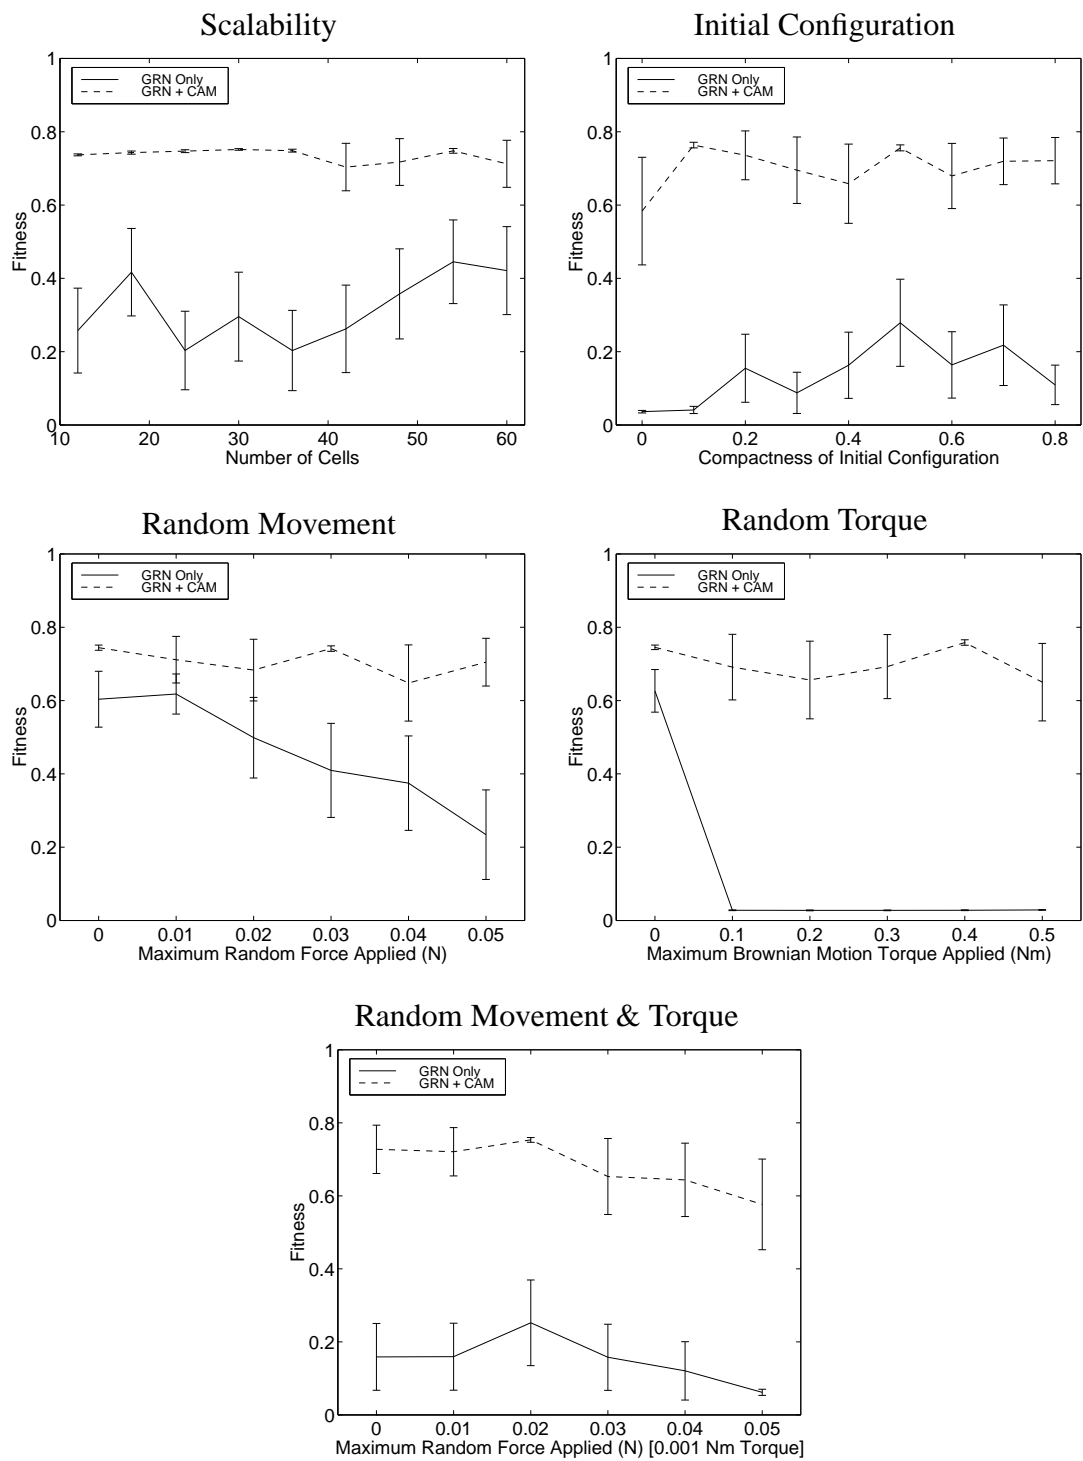 Scalability
1
GRN Only
GRN + CAM
0.8
0.6
Fitness
0.4
0.2
0
10 20 30 40 50 60
Number of Cells
Initial Configuration
1
GRN Only
GRN + CAM
0.8
0.6
Fitness
0.4
0.2
0
0 0.2 0.4 0.6 0.8
Compactness of Initial Configuration
Random Movement
1
GRN Only
GRN + CAM
0.8
0.6
Fitness
0.4
0.2
0
0 0.01 0.02 0.03 0.04 0.05
Maximum Random Force Applied (N)
Random Torque
1
GRN Only
GRN + CAM
0.8
0.6
Fitness
0.4
0.2
0
0 0.1 0.2 0.3 0.4 0.5
Maximum Brownian Motion Torque Applied (Nm)
Random Movement & Torque
1
GRN Only
GRN + CAM
0.8
0.6
Fitness
0.4
0.2
0
0 0.01 0.02 0.03 0.04 0.05
Maximum Random Force Applied (N) [0.001 Nm Torque]